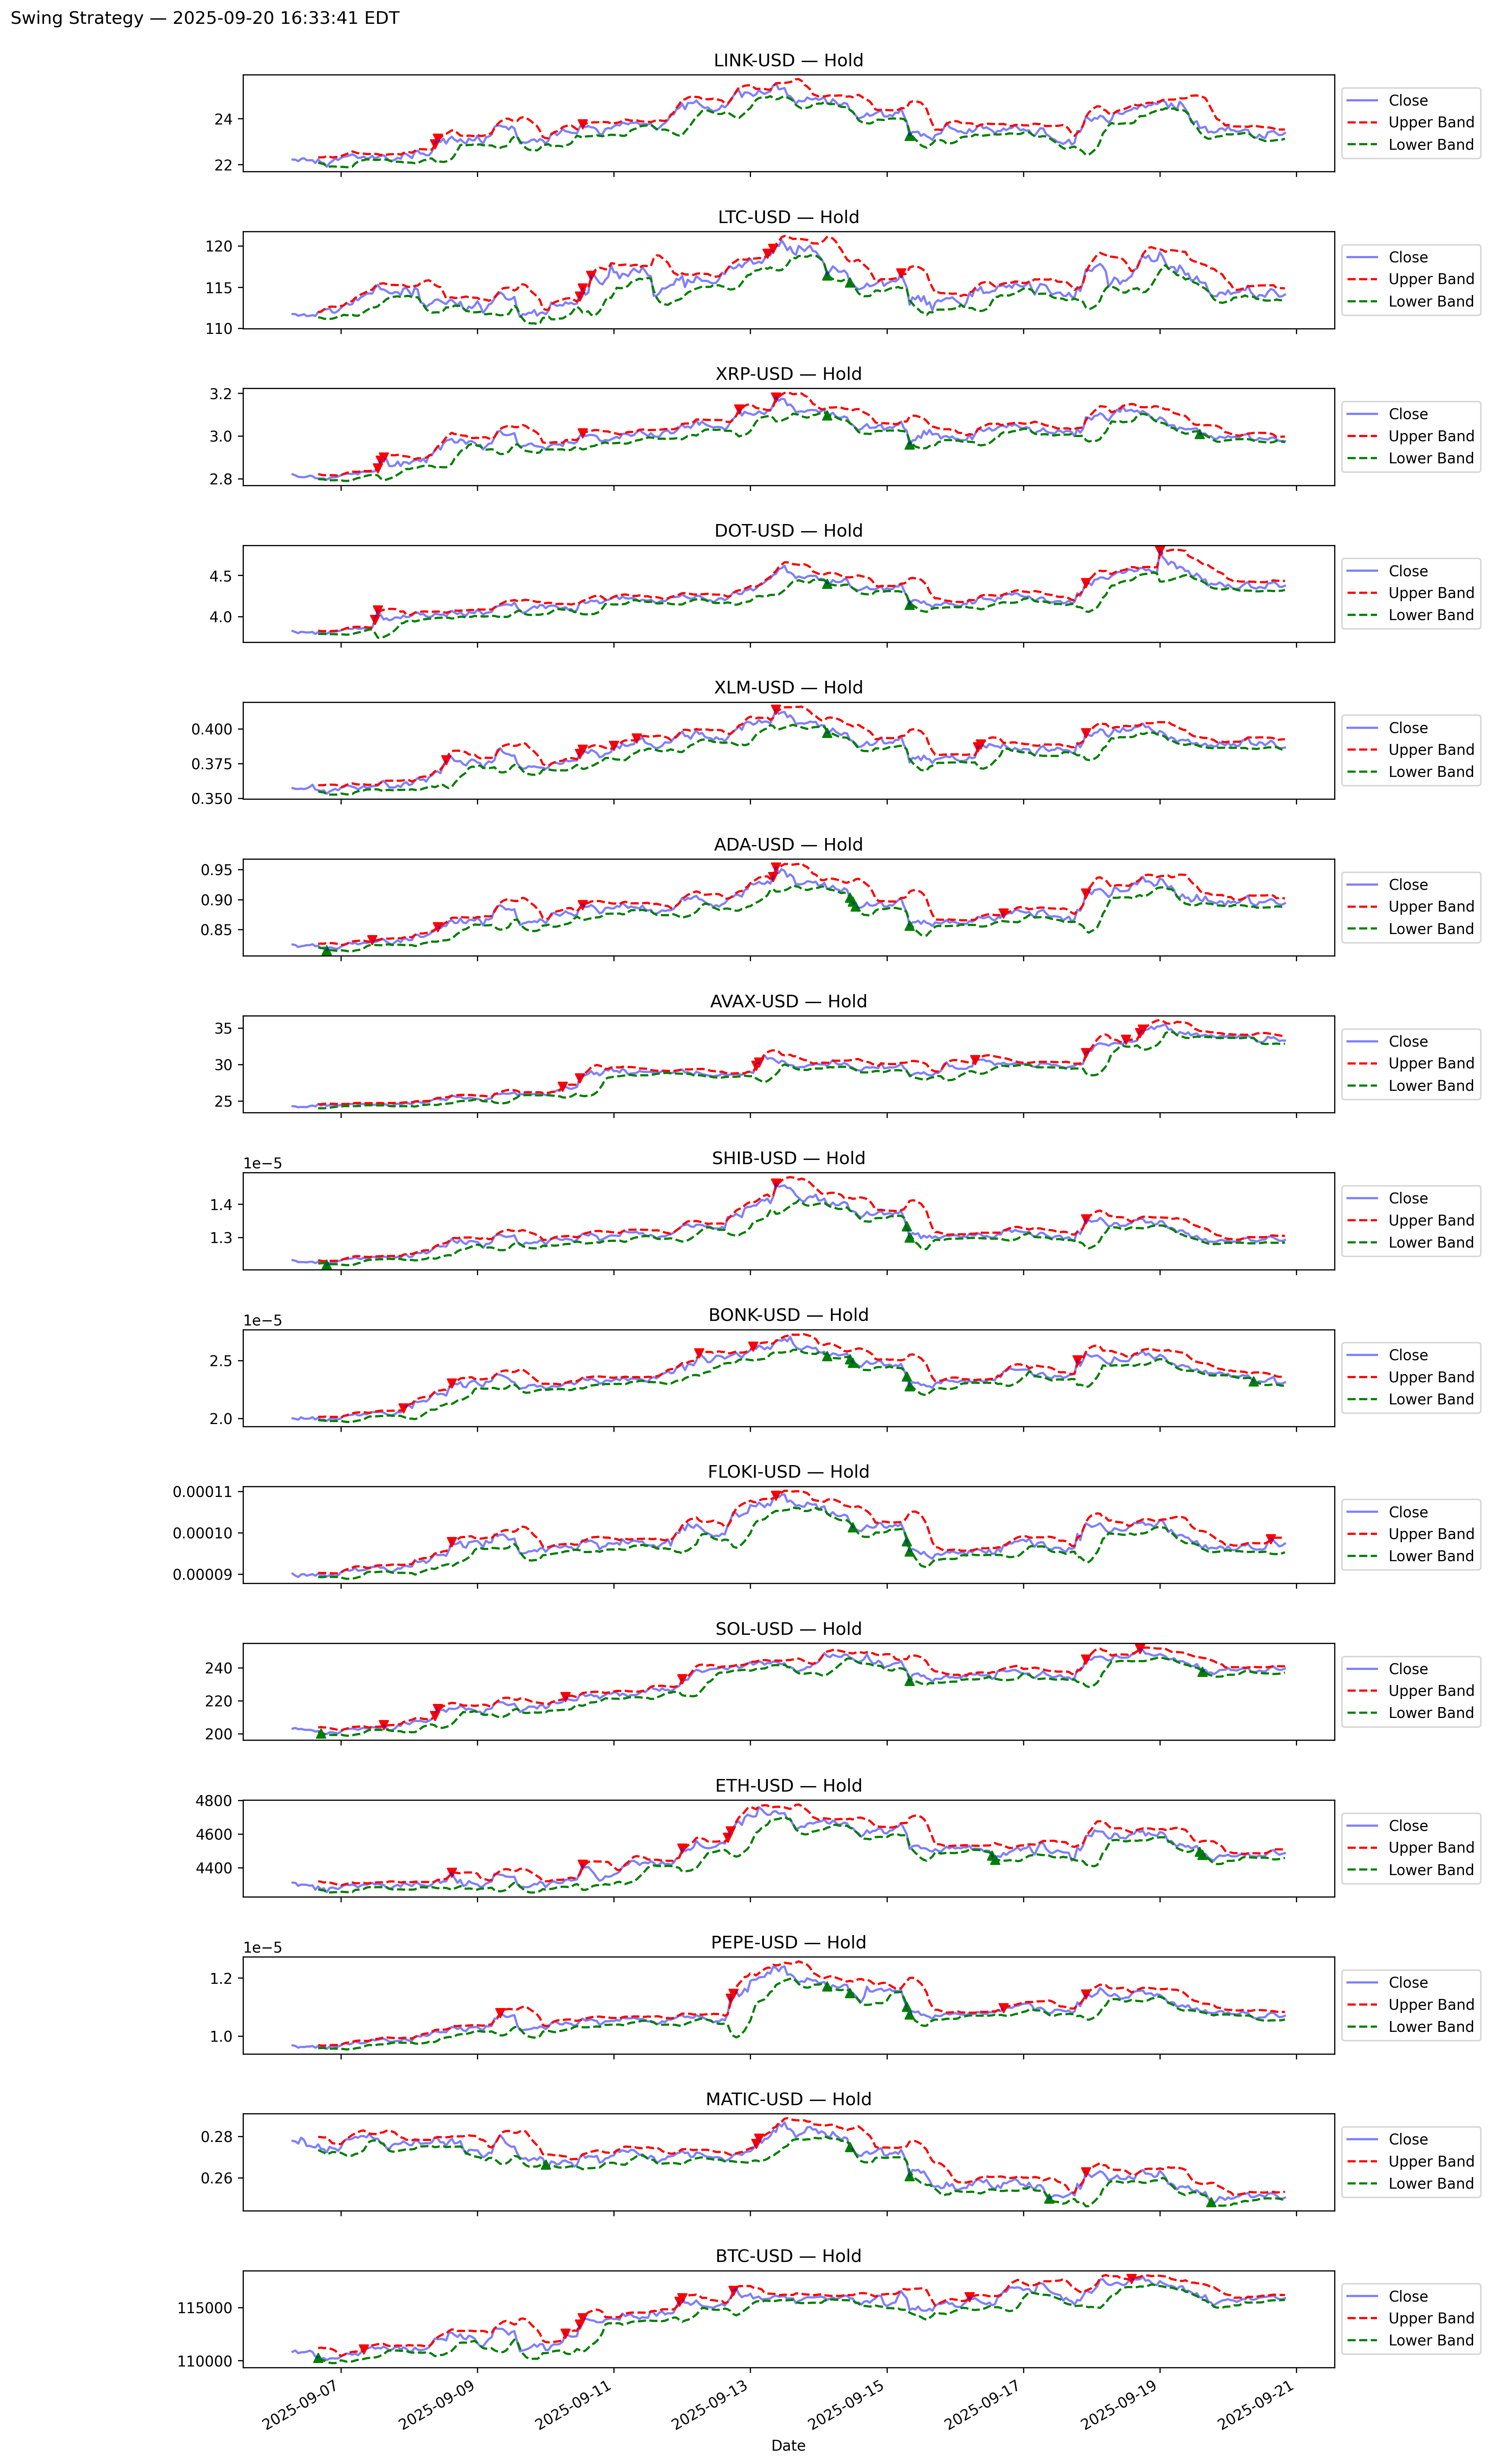 Swing Strategy — 2025-09-20 16:33:41 EDT
LINK-USD — Hold
24
22
Close
Upper Band
Lower Band
LTC-USD — Hold
120
115
110
Close
Upper Band
Lower Band
XRP-USD — Hold
3.2
3.0
2.8
Close
Upper Band
Lower Band
DOT-USD — Hold
4.5
4.0
Close
Upper Band
Lower Band
XLM-USD — Hold
0.400
0.375
0.350
Close
Upper Band
Lower Band
ADA-USD — Hold
0.95
0.90
0.85
Close
Upper Band
Lower Band
AVAX-USD — Hold
35
30
25
Close
Upper Band
Lower Band
SHIB-USD — Hold
1e−5
1.4
1.3
Close
Upper Band
Lower Band
BONK-USD — Hold
1e−5
2.5
2.0
Close
Upper Band
Lower Band
FLOKI-USD — Hold
0.00011
0.00010
0.00009
Close
Upper Band
Lower Band
SOL-USD — Hold
240
220
200
Close
Upper Band
Lower Band
ETH-USD — Hold
4800
4600
4400
Close
Upper Band
Lower Band
PEPE-USD — Hold
1e−5
1.2
1.0
Close
Upper Band
Lower Band
MATIC-USD — Hold
0.28
0.26
Close
Upper Band
Lower Band
BTC-USD — Hold
115000
110000
Close
Upper Band
Lower Band
2025-09-07
2025-09-09
2025-09-11
2025-09-13
2025-09-15
2025-09-17
2025-09-19
2025-09-21
Date